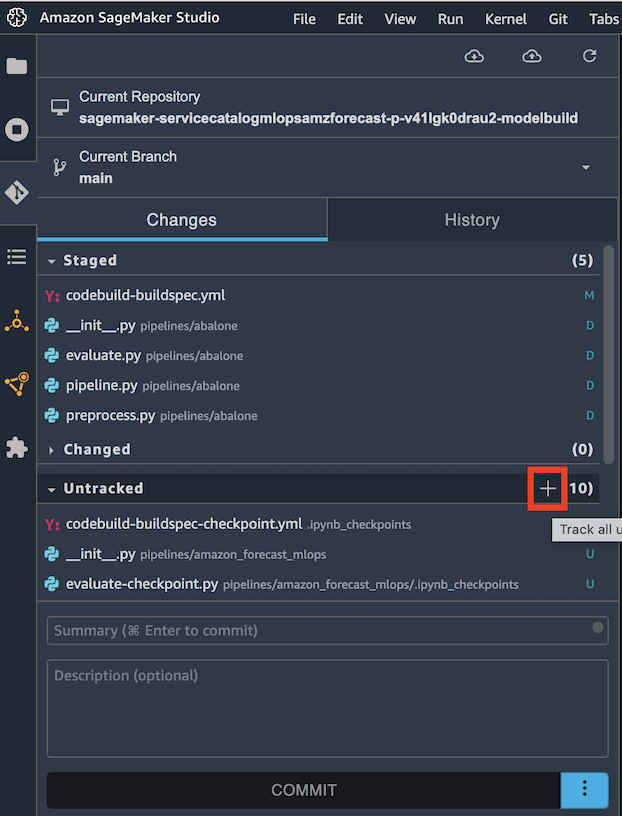 Amazon SageMaker Studio File Edit View Run Kernel Git Tabs
Current Repository
sagemaker-servicecatalogmlopsamzforecast-p-v41lgk0drau2-modelbuild
Current Branch
main
Changes History
Staged (5)
Y: codebuild-buildspec.yml M
__init__.py pipelines/abalone D
evaluate.py pipelines/abalone D
pipeline.py pipelines/abalone D
preprocess.py pipelines/abalone D
Changed (0)
Untracked 10)
Y: codebuild-buildspec-checkpoint.yml .ipynb_checkpoints
Track all u
__init__.py pipelines/amazon_forecast_mlops U
evaluate-checkpoint.py pipelines/amazon_forecast_mlops/.ipynb_checkpoints U
Summary (⌘ Enter to commit)
Description (optional)
COMMIT